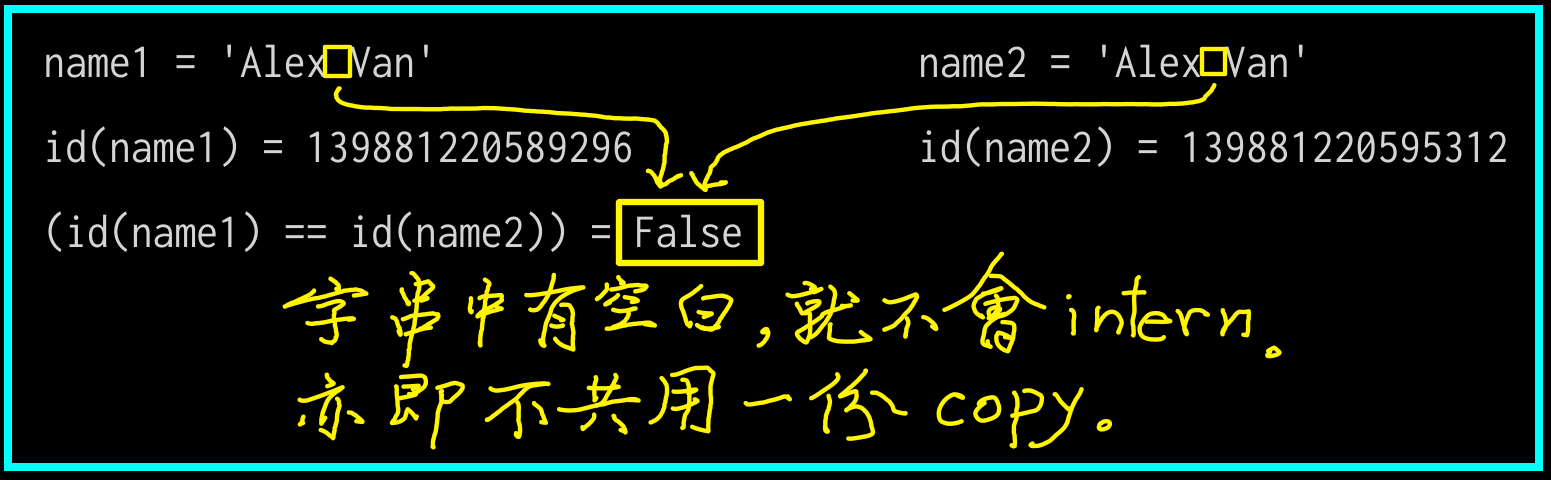 name1 = 'Alex Van' name2 = 'Alex Van'
id(name1) = 139881220589296 id(name2) = 139881220595312
(id(name1) == id(name2)) = False
字串中有空白,就不會intern。
亦即不共用一份copy。